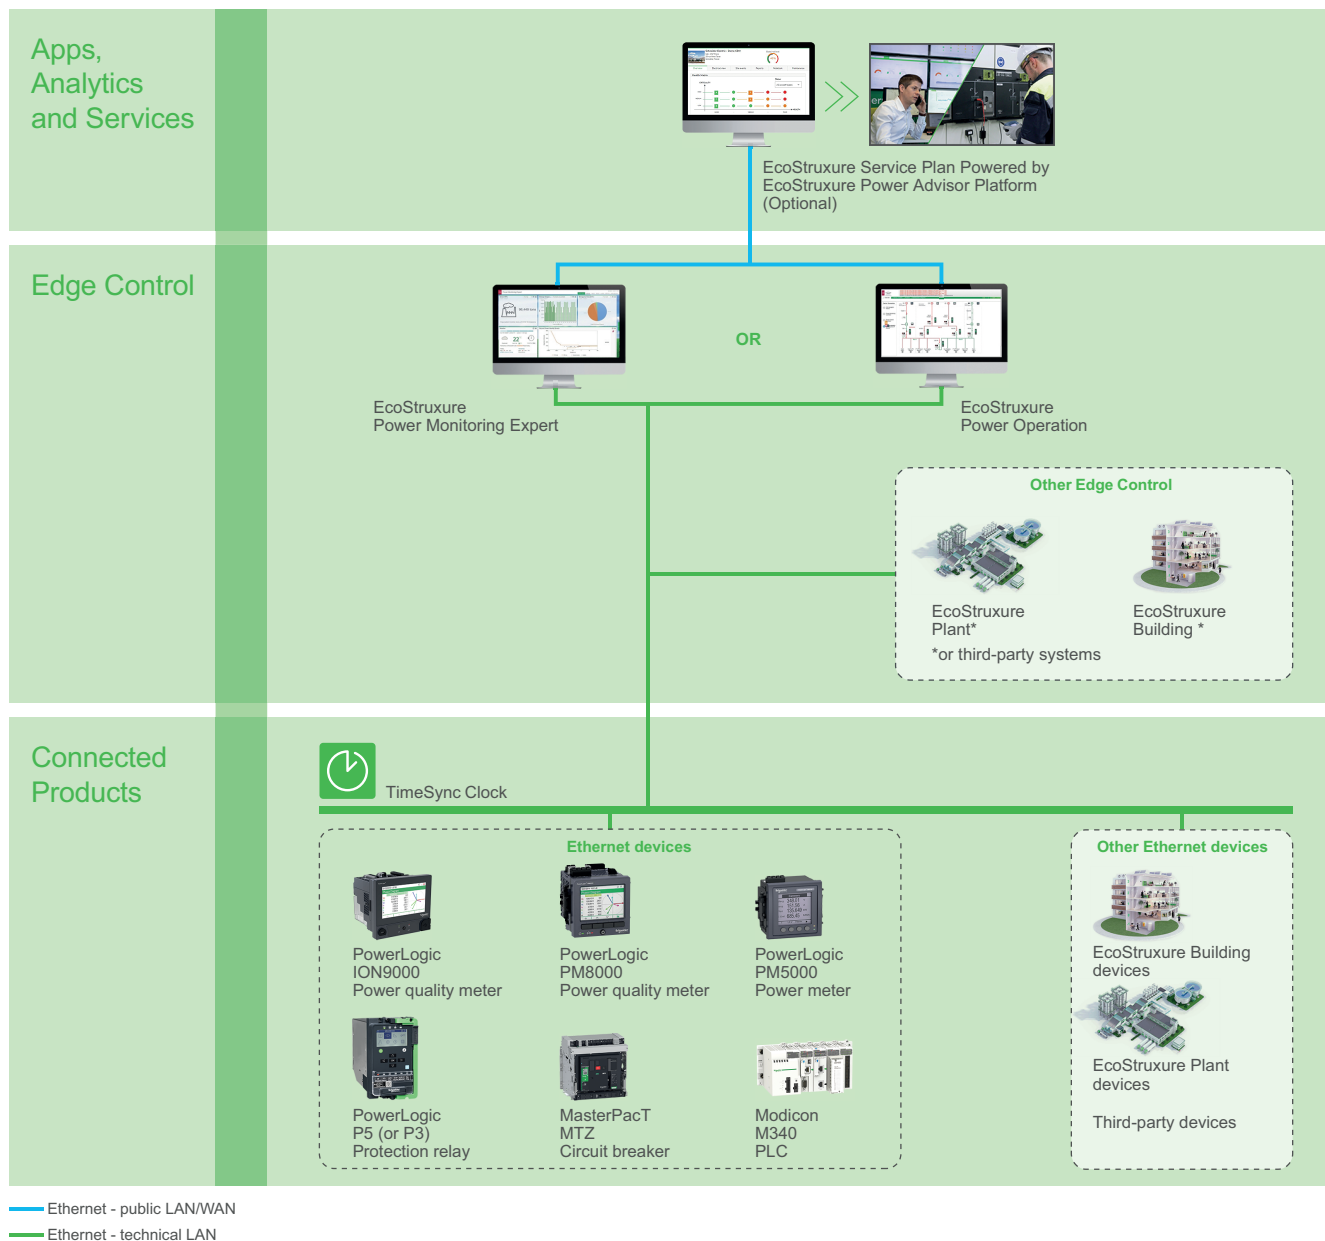 Apps,
Analytics
and Services
EcoStruxure Service Plan Powered by
EcoStruxure Power Advisor Platform
(Optional)
Edge Control
OR
EcoStruxure
Power Monitoring Expert
EcoStruxure
Power Operation
Other Edge Control
EcoStruxure
Plant*
EcoStruxure
Building *
*or third-party systems
Connected
Products
TimeSync Clock
Ethernet devices
PowerLogic
ION9000
Power quality meter
PowerLogic
PM8000
Power quality meter
PowerLogic
PM5000
Power meter
PowerLogic
P5 (or P3)
Protection relay
MasterPacT
MTZ
Circuit breaker
Modicon
M340
PLC
Other Ethernet devices
EcoStruxure Building
devices
EcoStruxure Plant
devices
Third-party devices
Ethernet - public LAN/WAN
Ethernet - technical LAN